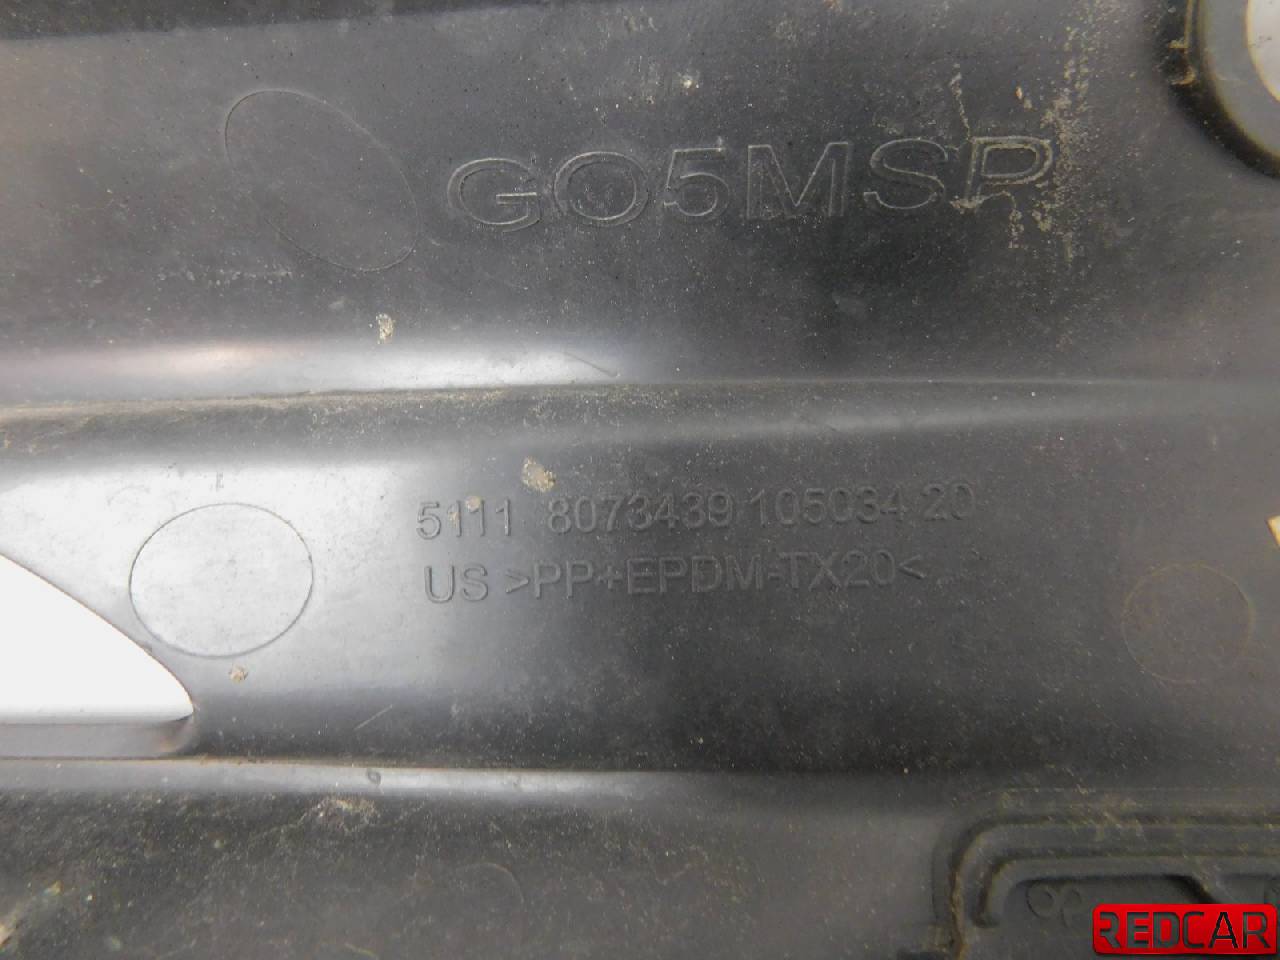 GO5MSP
5111 8073439 105034 20
US >PP+EPDM-TX20<
REDCAR